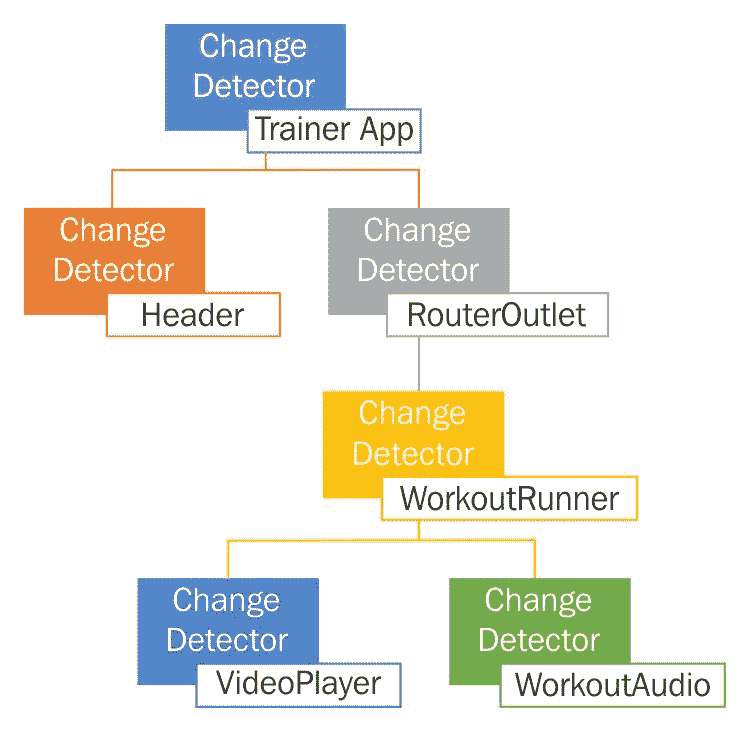 Change
Detector
Trainer App
Change
Detector
Header
Change
Detector
RouterOutlet
Change
Detector
WorkoutRunner
Change
Detector
VideoPlayer
Change
Detector
WorkoutAudio